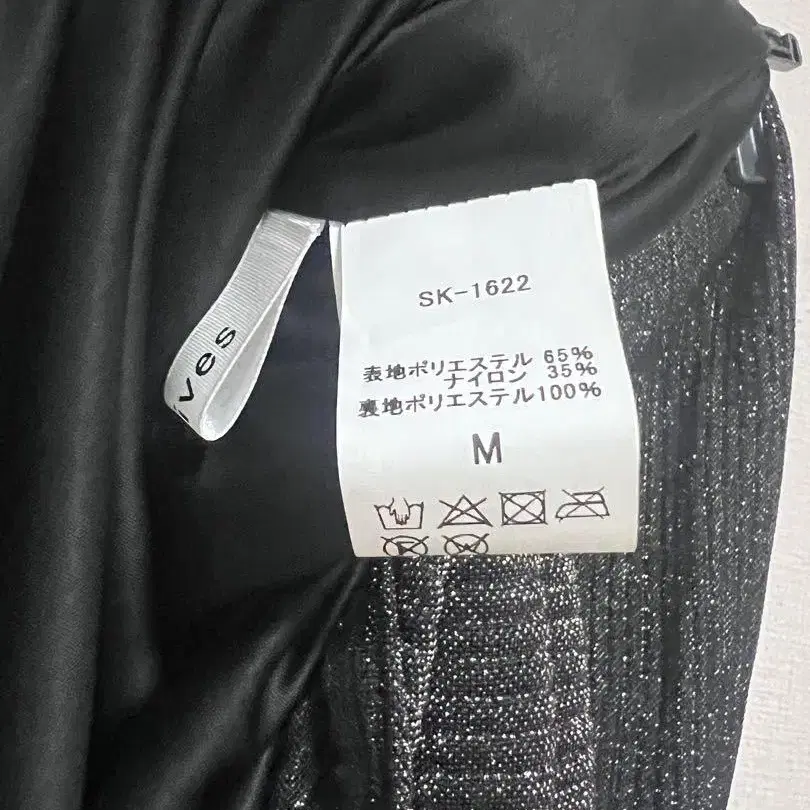 SK-1622
表地ポリエステル 65%
ナイロン 35%
裏地ポリエステル100%
M